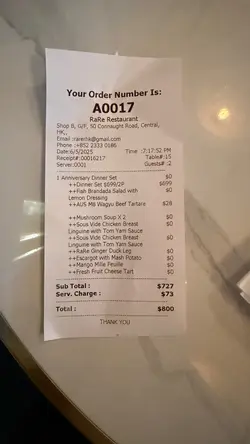 Your Order Number Is:
A0017
RaRe Restaurant
Shop B, G/F, 50 Connaught Road, Central,
HK,
Email :rarerhk@gmail.com
Phone :+852 2333 0186
Date:6/5/2025 Time :7:17:52 PM
Receipt#:00016217 Table#:15
Server:0001 Guests# :2
1 Anniversary Dinner Set $0
++Dinner Set $699/2P $699
++Fish Brandada Salad with $0
Lemon Dressing
++AUS M8 Wagyu Beef Tartare $28
++Mushroom Soup X 2 $0
++Sous Vide Chicken Breast $0
Linguine with Tom Yam Sauce
++Sous Vide Chicken Breast $0
Linguine with Tom Yam Sauce
++RaRe Ginger Duck Leg $0
++Escargot with Mash Potato $0
++Mango Mille Feuille $0
++Fresh Fruit Cheese Tart $0
Sub Total : $727
Serv. Charge : $73
Total : $800
THANK YOU